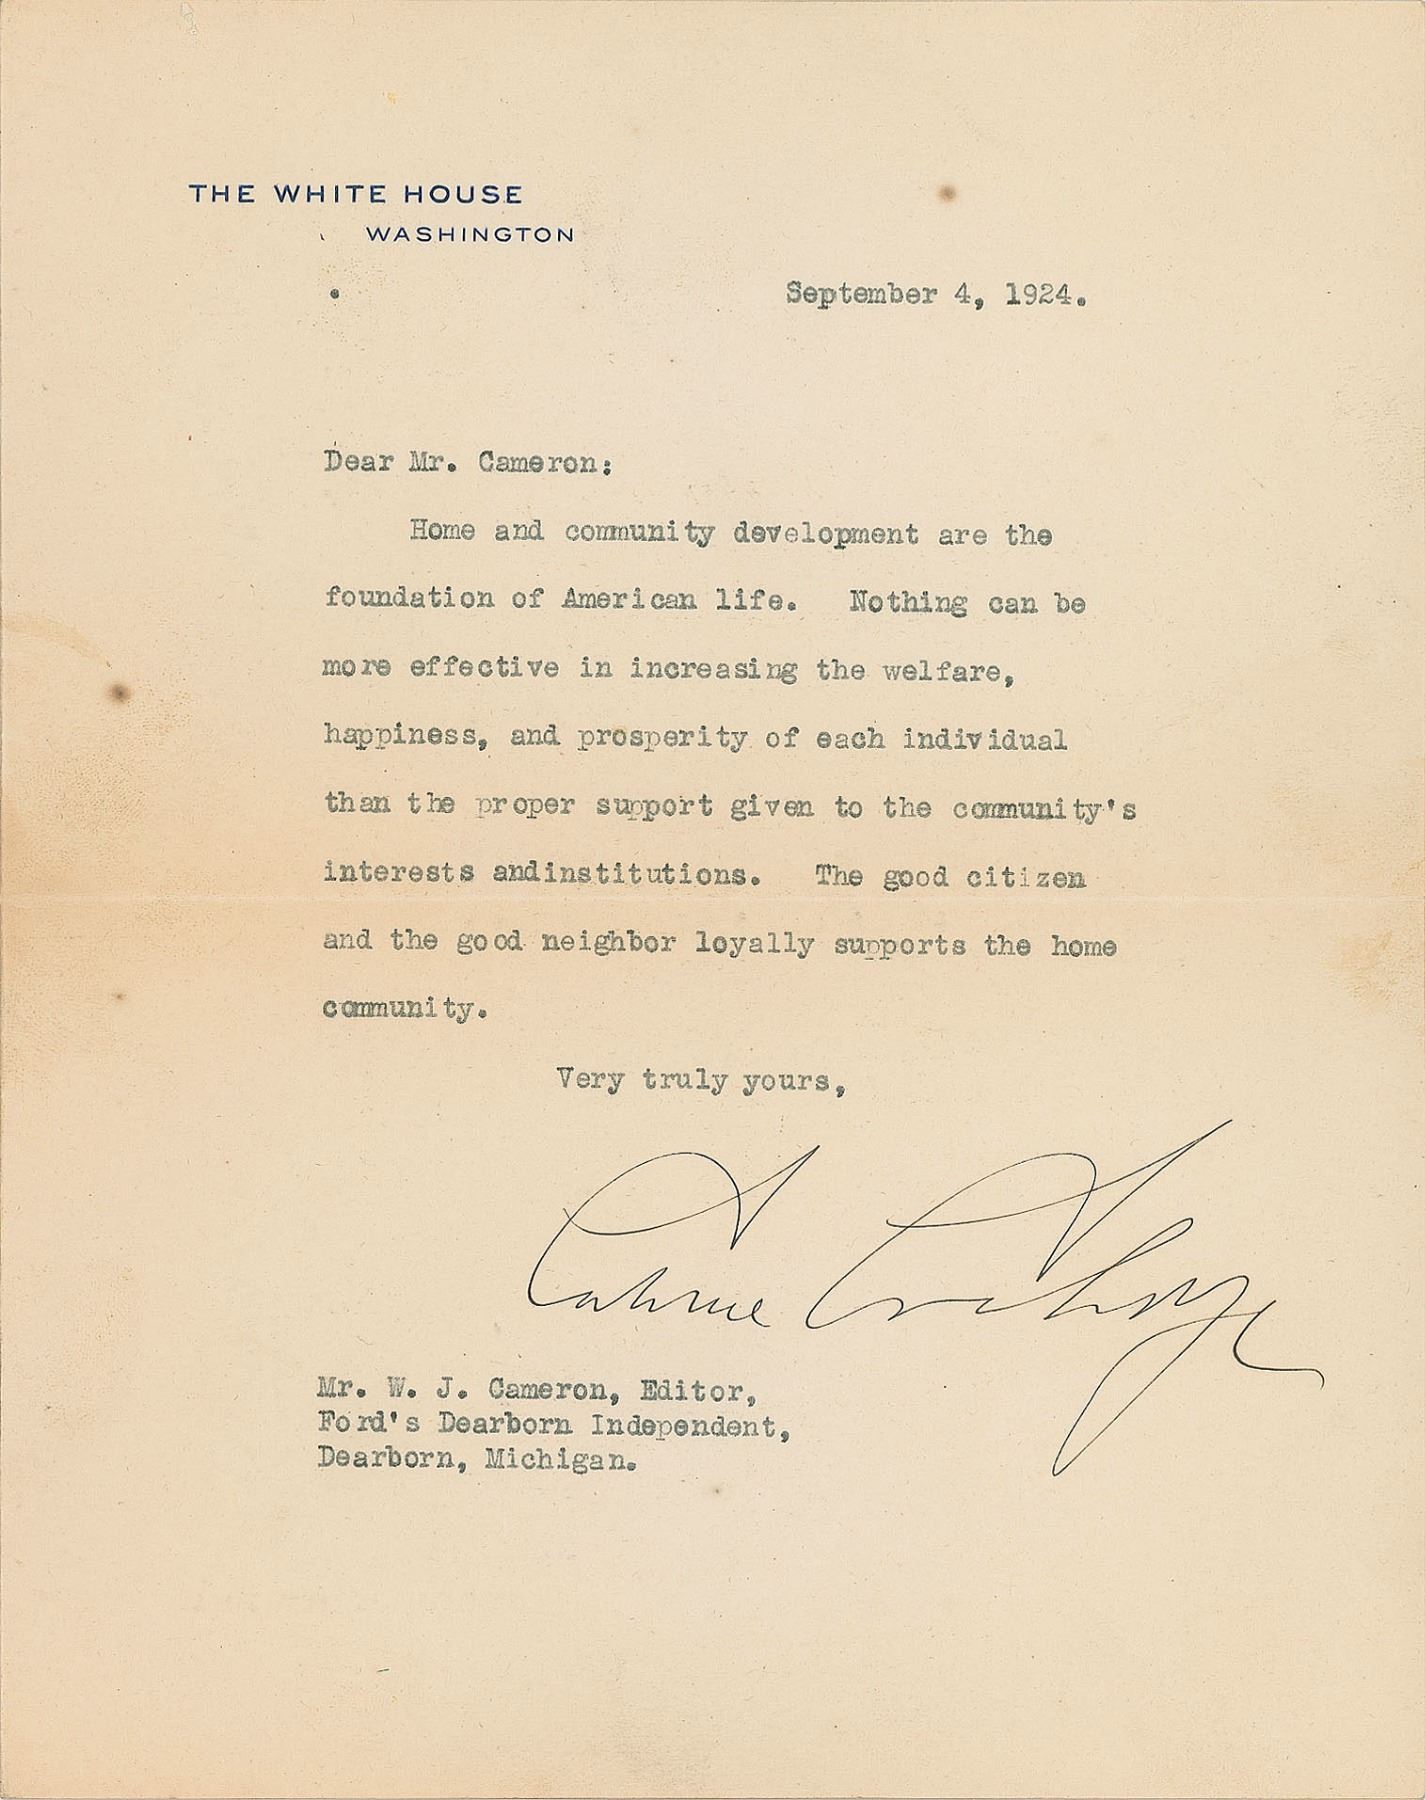 THE WHITE HOUSE
WASHINGTON
September 4, 1924.
Dear Mr. Cameron:
Home and community development are the
foundation of American life. Nothing can be
more effective in increasing the welfare,
happiness, and prosperity of each individual
than the proper support given to the community's
interests andinstitutions. The good citizen
and the good neighbor loyally supports the home
community.
Very truly yours,
Calvin Coolidge
Mr. W. J. Cameron, Editor,
Ford's Dearborn Independent,
Dearborn, Michigan.